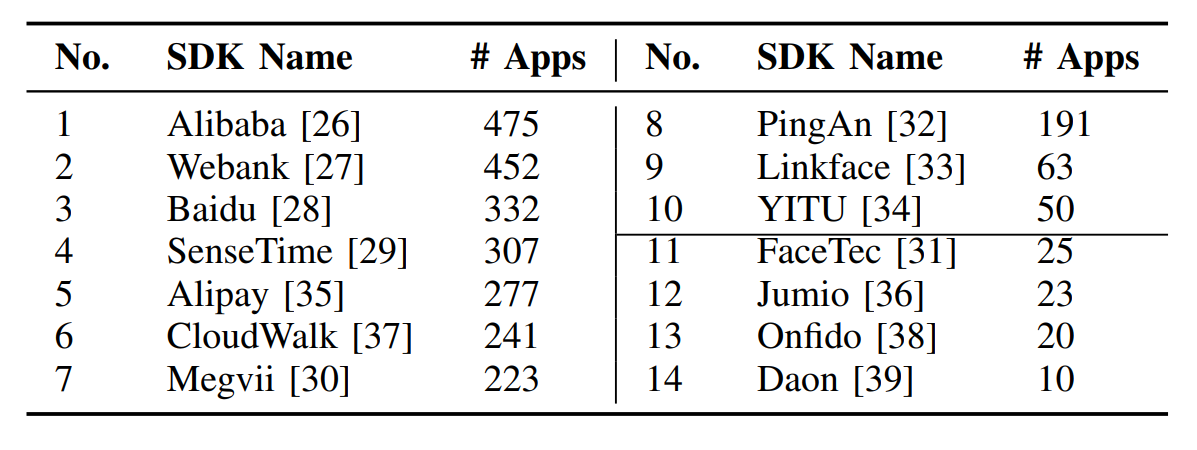 No. SDK Name # Apps No. SDK Name # Apps
1 Alibaba [26] 475 8 PingAn [32] 191
2 Webank [27] 452 9 Linkface [33] 63
3 Baidu [28] 332 10 YITU [34] 50
4 SenseTime [29] 307 11 FaceTec [31] 25
5 Alipay [35] 277 12 Jumio [36] 23
6 CloudWalk [37] 241 13 Onfido [38] 20
7 Megvii [30] 223 14 Daon [39] 10